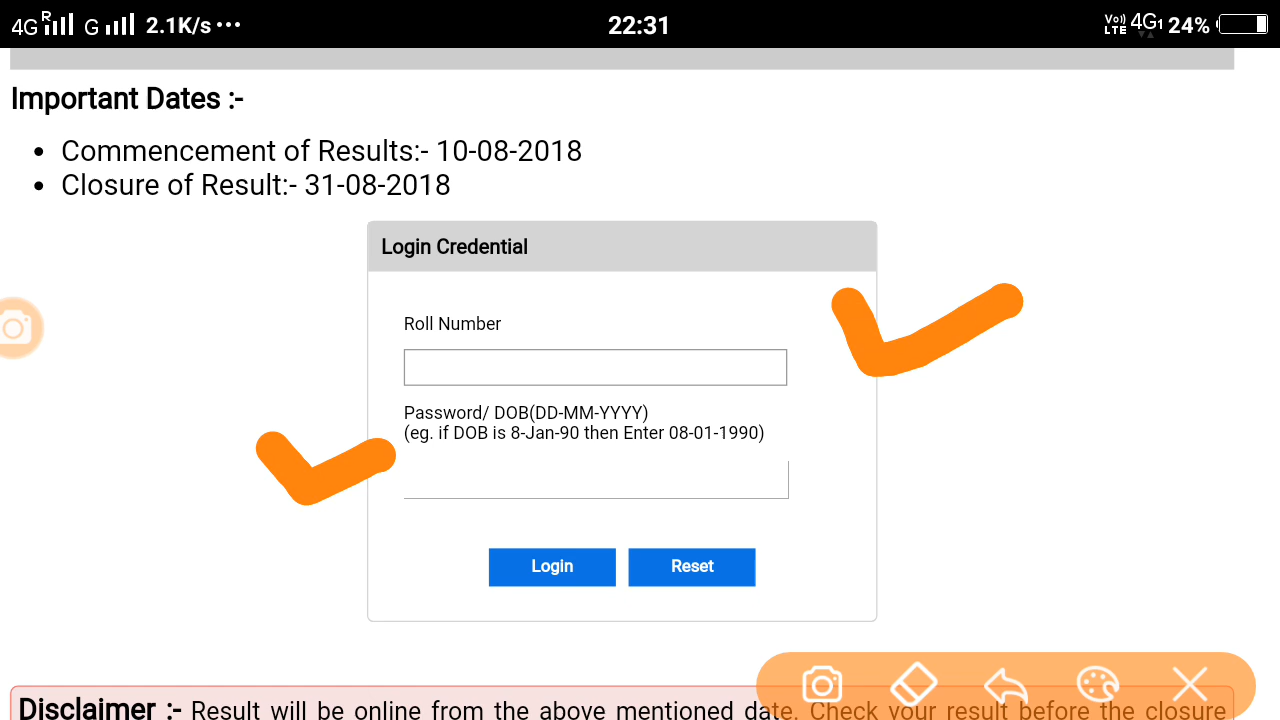 4G R G 2.1K/s ... 22:31 Vo)) LTE 4G1 24%
Important Dates :-
• Commencement of Results:- 10-08-2018
• Closure of Result:- 31-08-2018
Login Credential
Roll Number
Password/ DOB(DD-MM-YYYY)
(eg. if DOB is 8-Jan-90 then Enter 08-01-1990)
Login Reset
Disclaimer :- Result will be online from the above mentioned date. Check your result before the closure